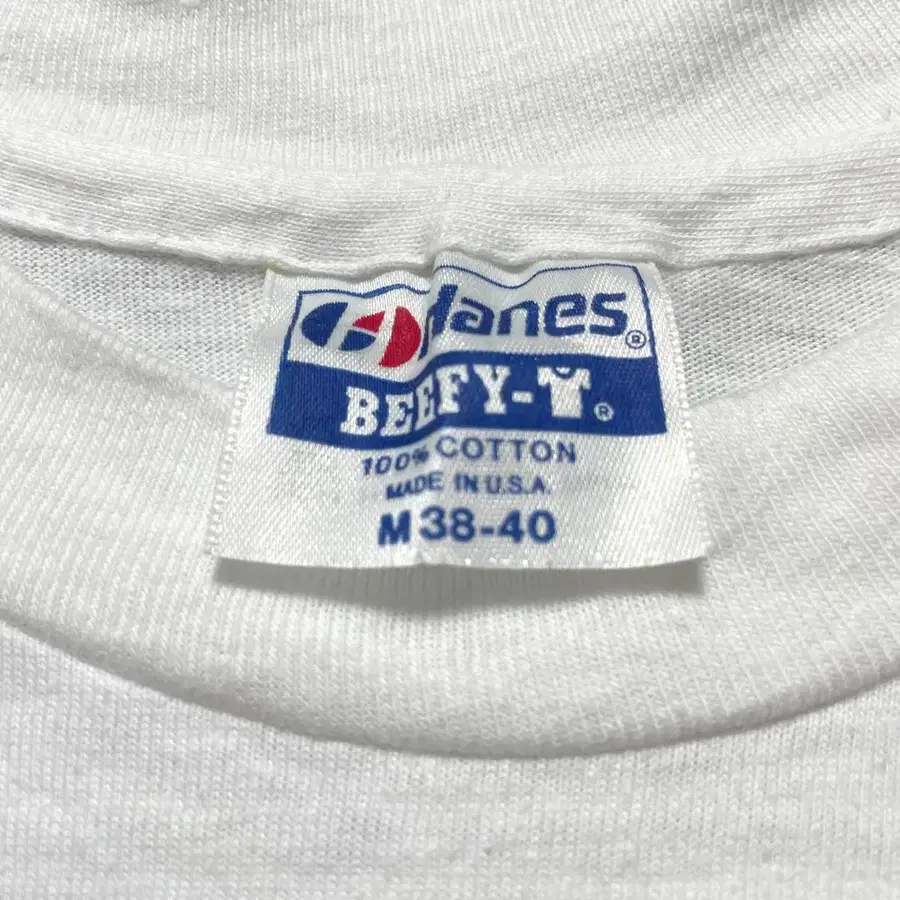 Hanes®
BEEFY-T®
100% COTTON
MADE IN U.S.A.
M 38-40